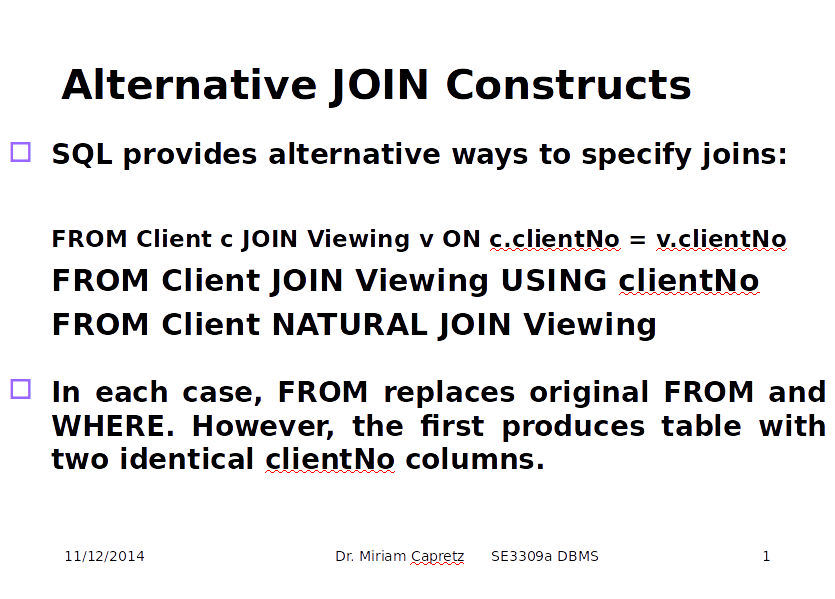 Alternative JOIN Constructs
SQL provides alternative ways to specify joins:
FROM Client c JOIN Viewing v ON c.clientNo = v.clientNo
FROM Client JOIN Viewing USING clientNo
FROM Client NATURAL JOIN Viewing
In each case, FROM replaces original FROM and
WHERE. However, the first produces table with
two identical clientNo columns.
11/12/2014 Dr. Miriam Capretz SE3309a DBMS 1